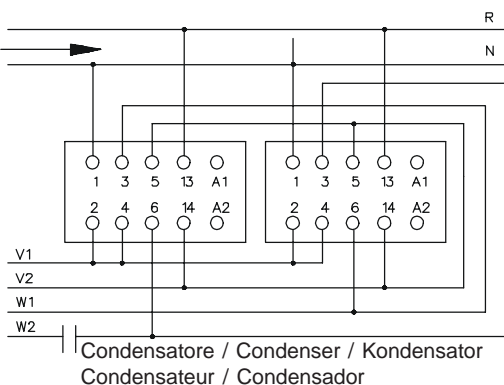 R
N
1 3 5 13 A1 1 3 5 13 A1
2 4 6 14 A2 2 4 6 14 A2
V1
V2
W1
W2
Condensatore / Condenser / Kondensator
Condensateur / Condensador